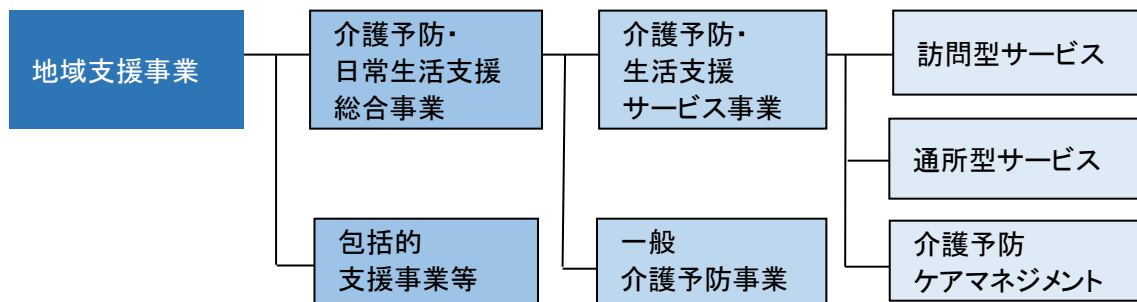 地域支援事業
介護予防・
日常生活支援
総合事業
介護予防・
生活支援
サービス事業
訪問型サービス
通所型サービス
包括的
支援事業等
一般
介護予防事業
介護予防
ケアマネジメント